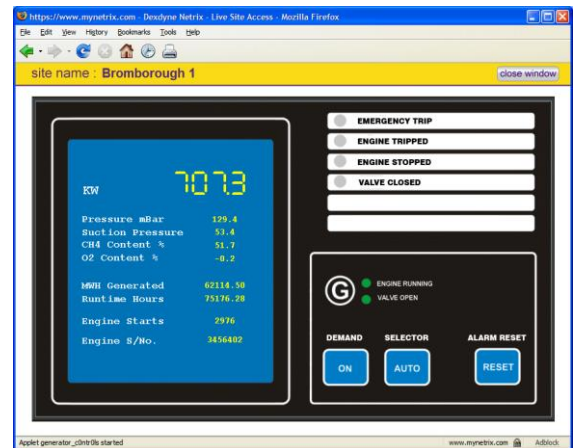 https://www.mynetrix.com - Dexdyne Netrix - Live Site Access - Mozilla Firefox
File Edit View History Bookmarks Tools Help
site name : Bromborough 1
close window
KW 707.3
Pressure mBar 129.4
Suction Pressure 53.4
CH4 Content % 51.7
O2 Content % -0.2
MWH Generated 62114.50
Runtime Hours 75176.28
Engine Starts 2976
Engine S/No. 3456402
EMERGENCY TRIP
ENGINE TRIPPED
ENGINE STOPPED
VALVE CLOSED
G
ENGINE RUNNING
VALVE OPEN
DEMAND SELECTOR ALARM RESET
ON AUTO RESET
Applet generator_c0ntr0ls started www.mynetrix.com Adblock